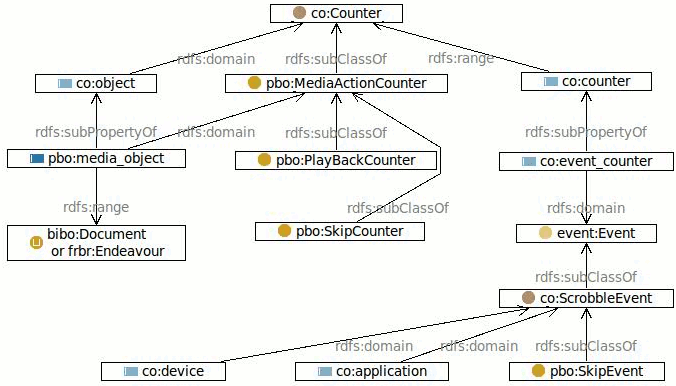 co:Counter
rdfs:domain
rdfs:subClassOf
rdfs:range
co:object
pbo:MediaActionCounter
co:counter
rdfs:subPropertyOf
rdfs:domain
rdfs:subClassOf
rdfs:subPropertyOf
pbo:media_object
pbo:PlayBackCounter
co:event_counter
rdfs:range
rdfs:subClassOf
rdfs:domain
bibo:Document
or frbr:Endeavour
pbo:SkipCounter
event:Event
rdfs:subClassOf
co:ScrobbleEvent
rdfs:domain
rdfs:domain
rdfs:subClassOf
co:device
co:application
pbo:SkipEvent